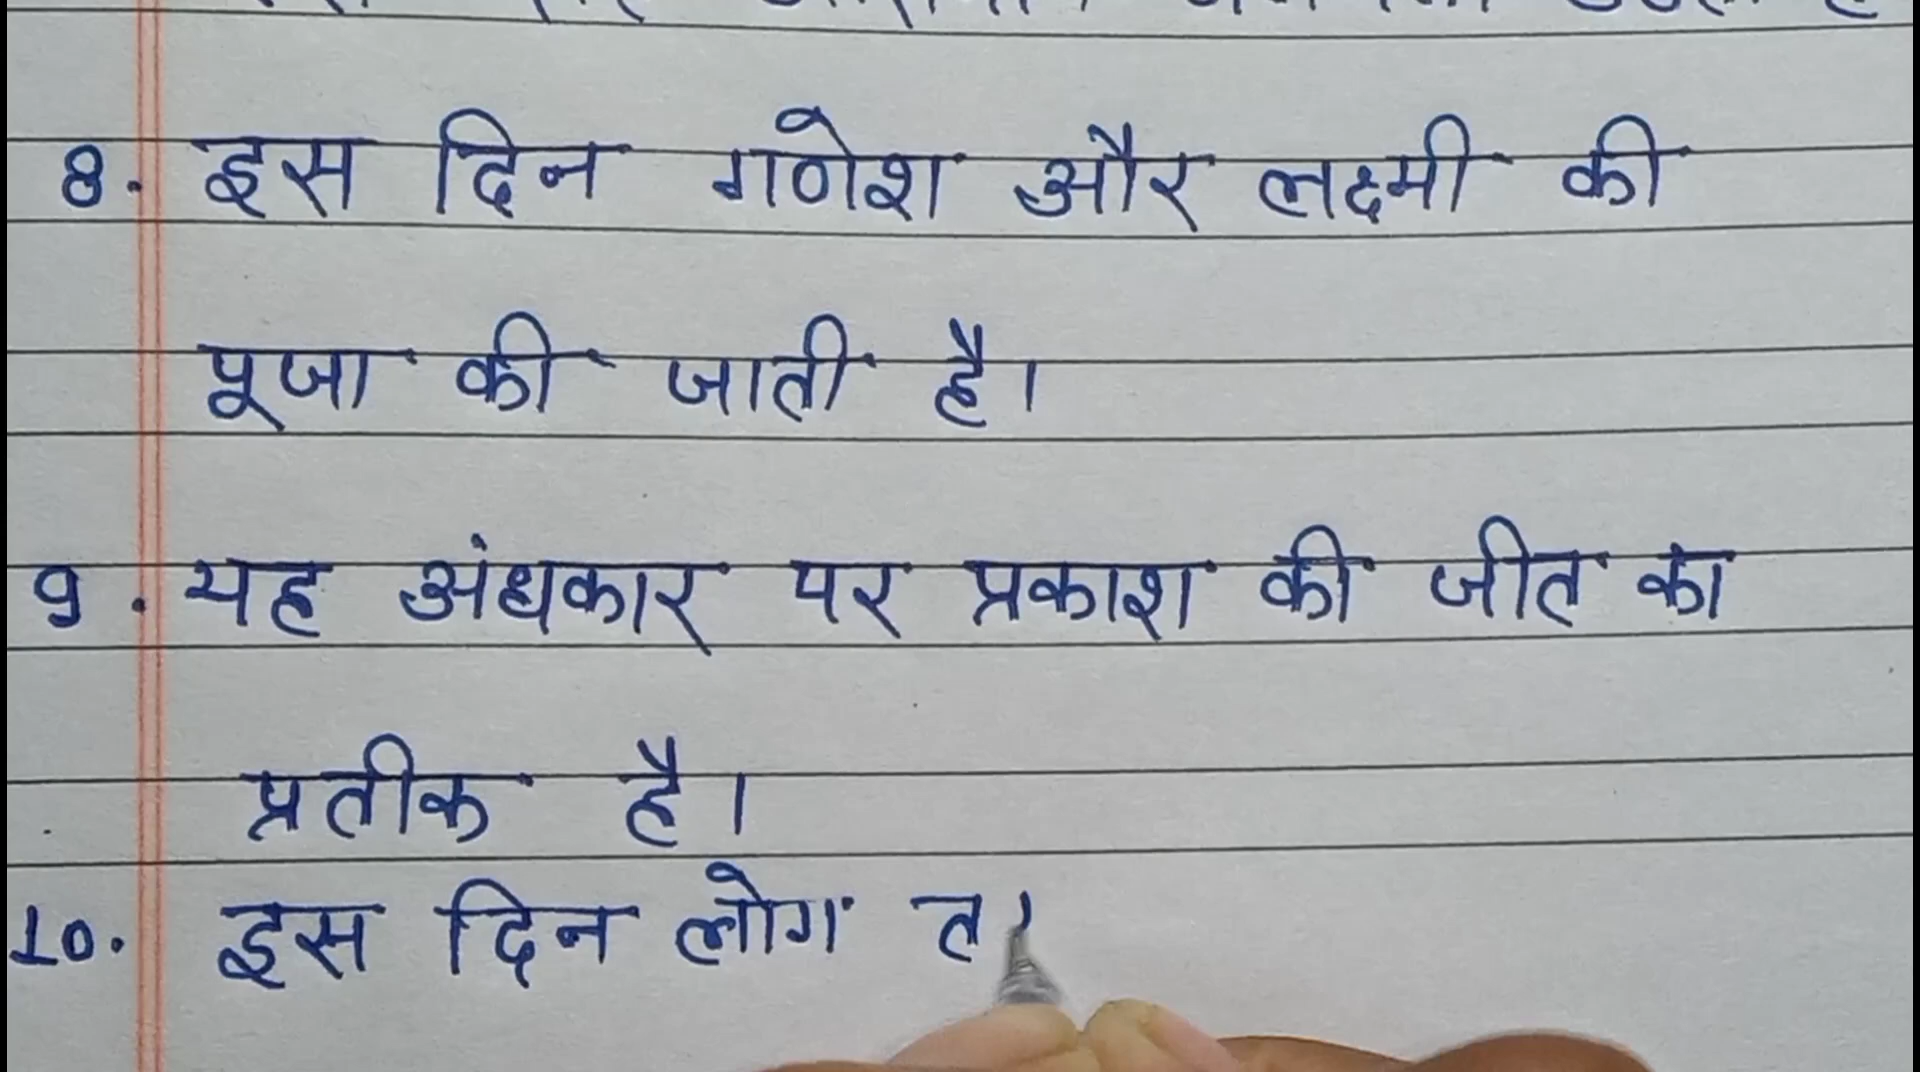 8. इस दिन गणेश और लक्ष्मी की
पूजा की जाती है।
9. यह अंधकार पर प्रकाश की जीत का
प्रतीक है।
10. इस दिन लोग